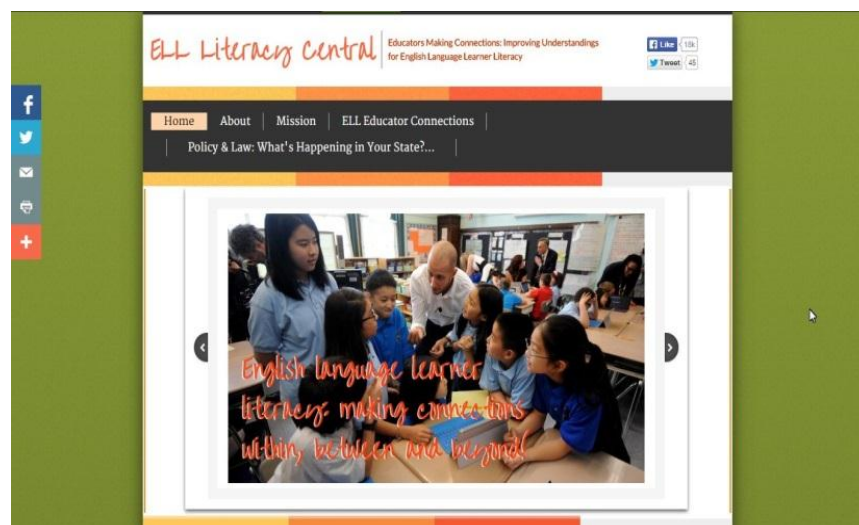 ELL Literacy Central
Educators Making Connections: Improving Understandings
for English Language Learner Literacy
Like 18k
Tweet 45
Home About Mission ELL Educator Connections
Policy & Law: What's Happening in Your State?...
English language learner
literacy: making connections
within, between and beyond!